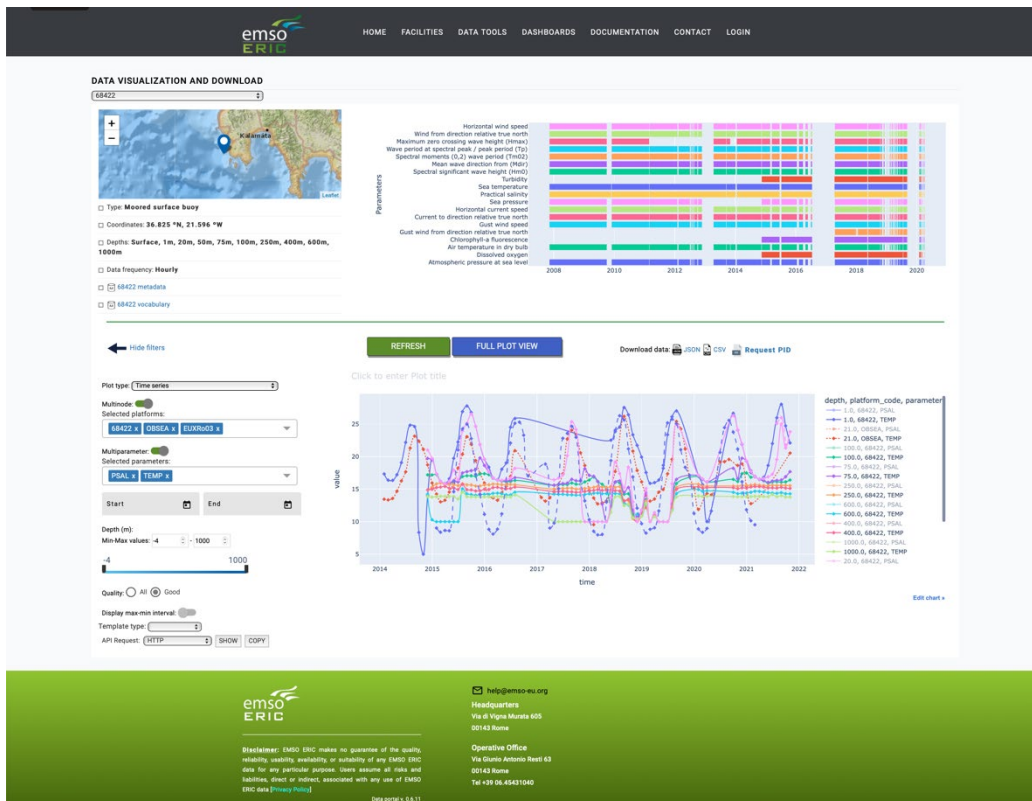 emso
ERIC
HOME FACILITIES DATA TOOLS DASHBOARDS DOCUMENTATION CONTACT LOGIN
DATA VISUALIZATION AND DOWNLOAD
68422
+
−
Kalamata
Leaflet
Type: Moored surface buoy
Coordinates: 36.825 ºN, 21.596 ºW
Depths: Surface, 1m, 20m, 50m, 75m, 100m, 250m, 400m, 600m,
1000m
Data frequency: Hourly
68422 metadata
68422 vocabulary
Parameters
Horizontal wind speed
Wind from direction relative true north
Maximum zero crossing wave height (Hmax)
Wave period at spectral peak / peak period (Tp)
Spectral moments (0,2) wave period (Tm02)
Mean wave direction from (Mdir)
Spectral significant wave height (Hm0)
Turbidity
Sea temperature
Practical salinity
Sea pressure
Horizontal current speed
Current to direction relative true north
Gust wind speed
Gust wind from direction relative true north
Chlorophyll-a fluorescence
Air temperature in dry bulb
Dissolved oxygen
Atmospheric pressure at sea level
2008 2010 2012 2014 2016 2018 2020
Hide filters
REFRESH
FULL PLOT VIEW
Download data: JSON CSV Request PID
Plot type: Time series
Multinode:
Selected platforms:
68422 x OBSEA x EUXRo03 x
Multiparameter:
Selected parameters:
PSAL x TEMP x
Start End
Depth (m):
Min-Max values: -4 - 1000
-4 1000
Quality: All Good
Display max-min interval:
Template type:
API Request: HTTP SHOW COPY
Click to enter Plot title
value
25
20
15
10
5
2014 2015 2016 2017 2018 2019 2020 2021 2022
time
depth, platform_code, parameter
1.0, 68422, PSAL
1.0, 68422, TEMP
21.0, OBSEA, PSAL
21.0, OBSEA, TEMP
100.0, 68422, PSAL
100.0, 68422, TEMP
75.0, 68422, PSAL
75.0, 68422, TEMP
250.0, 68422, PSAL
250.0, 68422, TEMP
600.0, 68422, PSAL
600.0, 68422, TEMP
400.0, 68422, PSAL
400.0, 68422, TEMP
1000.0, 68422, PSAL
1000.0, 68422, TEMP
20.0, 68422, PSAL
Edit chart »
emso
ERIC
Disclaimer: EMSO ERIC makes no guarantee of the quality,
reliability, usability, availability, or suitability of any EMSO ERIC
data for any particular purpose. Users assume all risks and
liabilities, direct or indirect, associated with any use of EMSO
ERIC data [Privacy Policy]
Data portal v. 0.6.11
help@emso-eu.org
Headquarters
Via di Vigna Murata 605
00143 Rome
Operative Office
Via Giunio Antonio Resti 63
00143 Rome
Tel +39 06.45431040